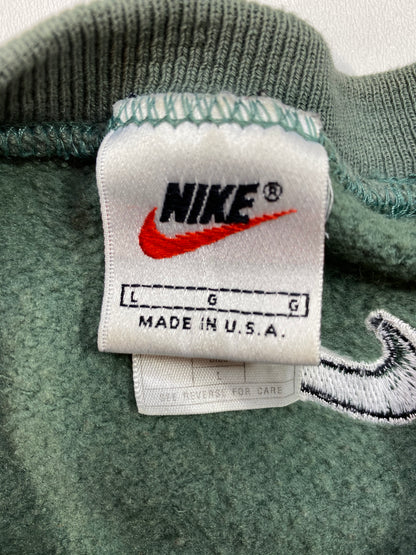 NIKE®
L G G
MADE IN U.S.A.
L
SEE REVERSE FOR CARE